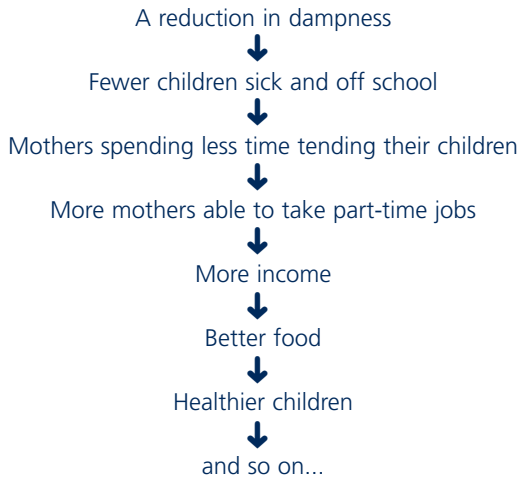 A reduction in dampness
Fewer children sick and off school
Mothers spending less time tending their children
More mothers able to take part-time jobs
More income
Better food
Healthier children
and so on...